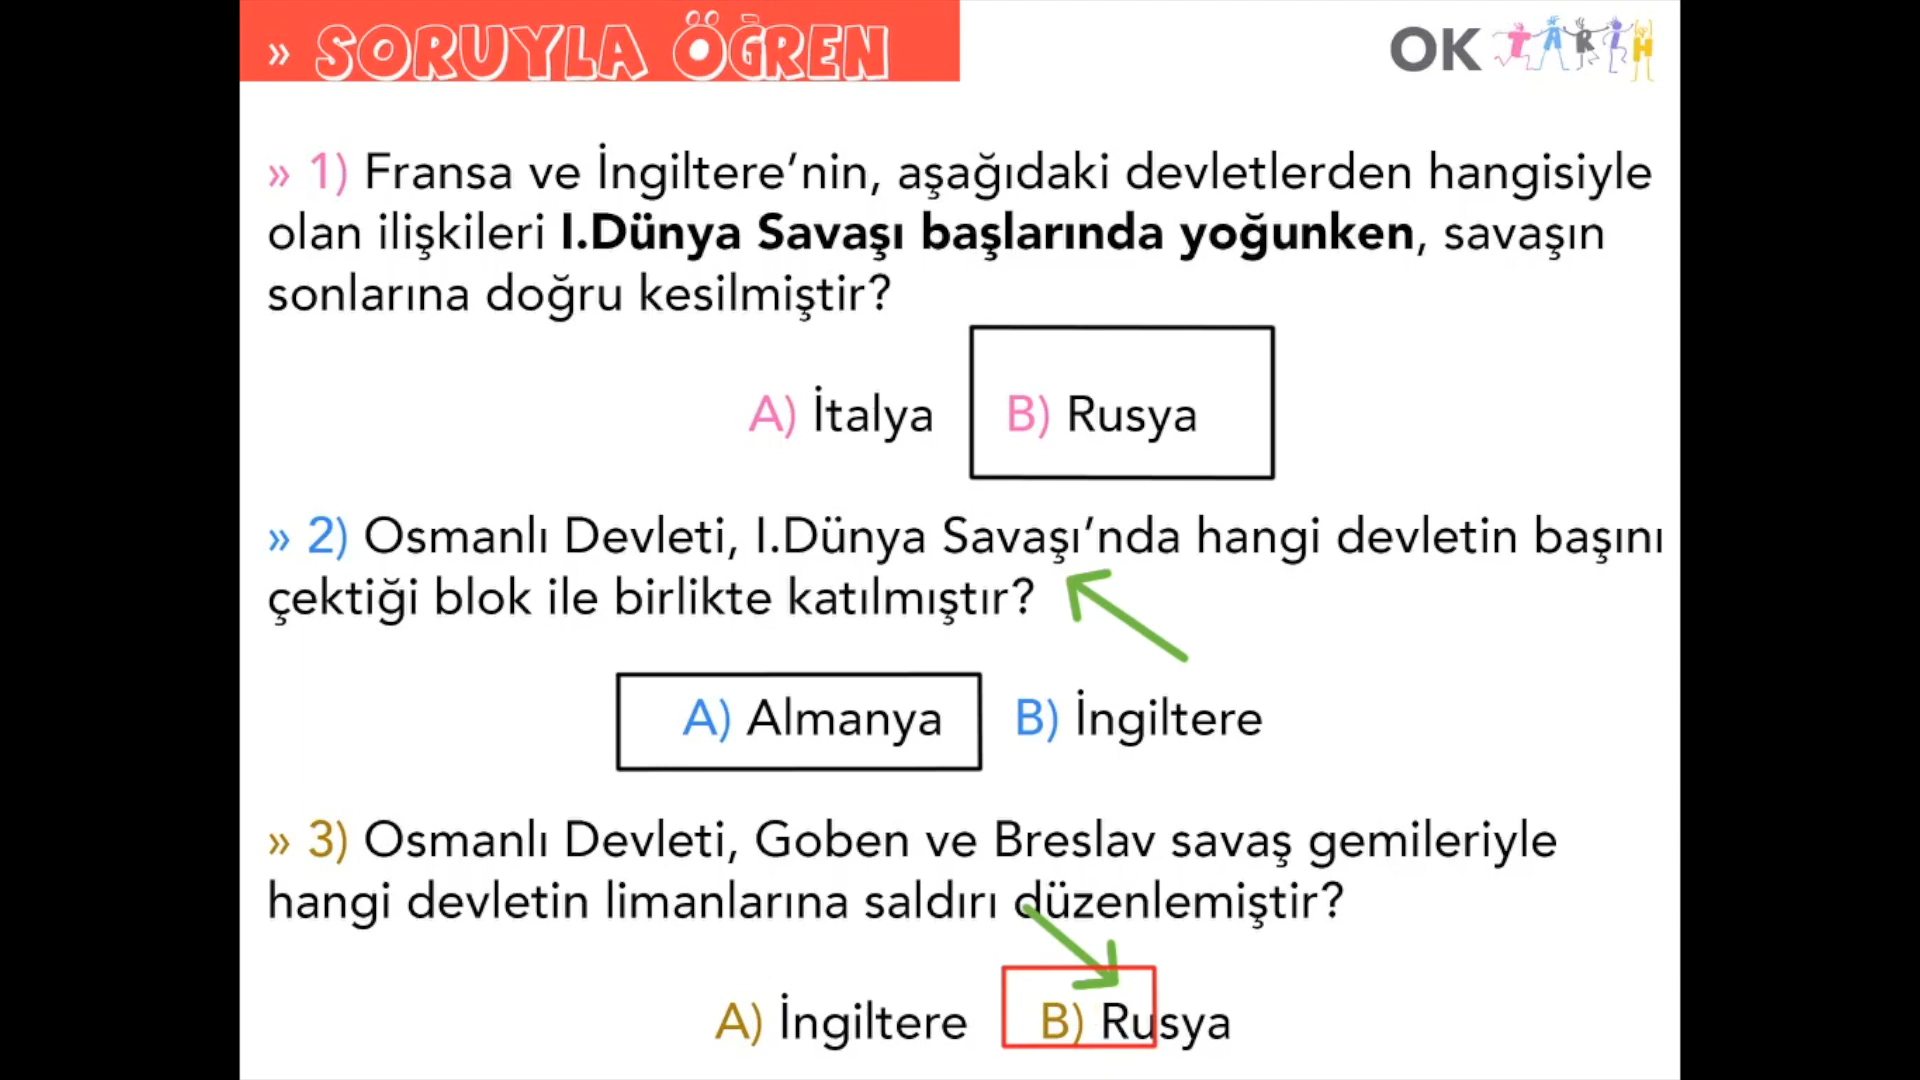 » SORUYLA ÖĞREN
OK TARİH
» 1) Fransa ve İngiltere’nin, aşağıdaki devletlerden hangisiyle
olan ilişkileri I.Dünya Savaşı başlarında yoğunken, savaşın
sonlarına doğru kesilmiştir?
A) İtalya B) Rusya
» 2) Osmanlı Devleti, I.Dünya Savaşı’nda hangi devletin başını
çektiği blok ile birlikte katılmıştır?
A) Almanya B) İngiltere
» 3) Osmanlı Devleti, Goben ve Breslav savaş gemileriyle
hangi devletin limanlarına saldırı düzenlemiştir?
A) İngiltere B) Rusya